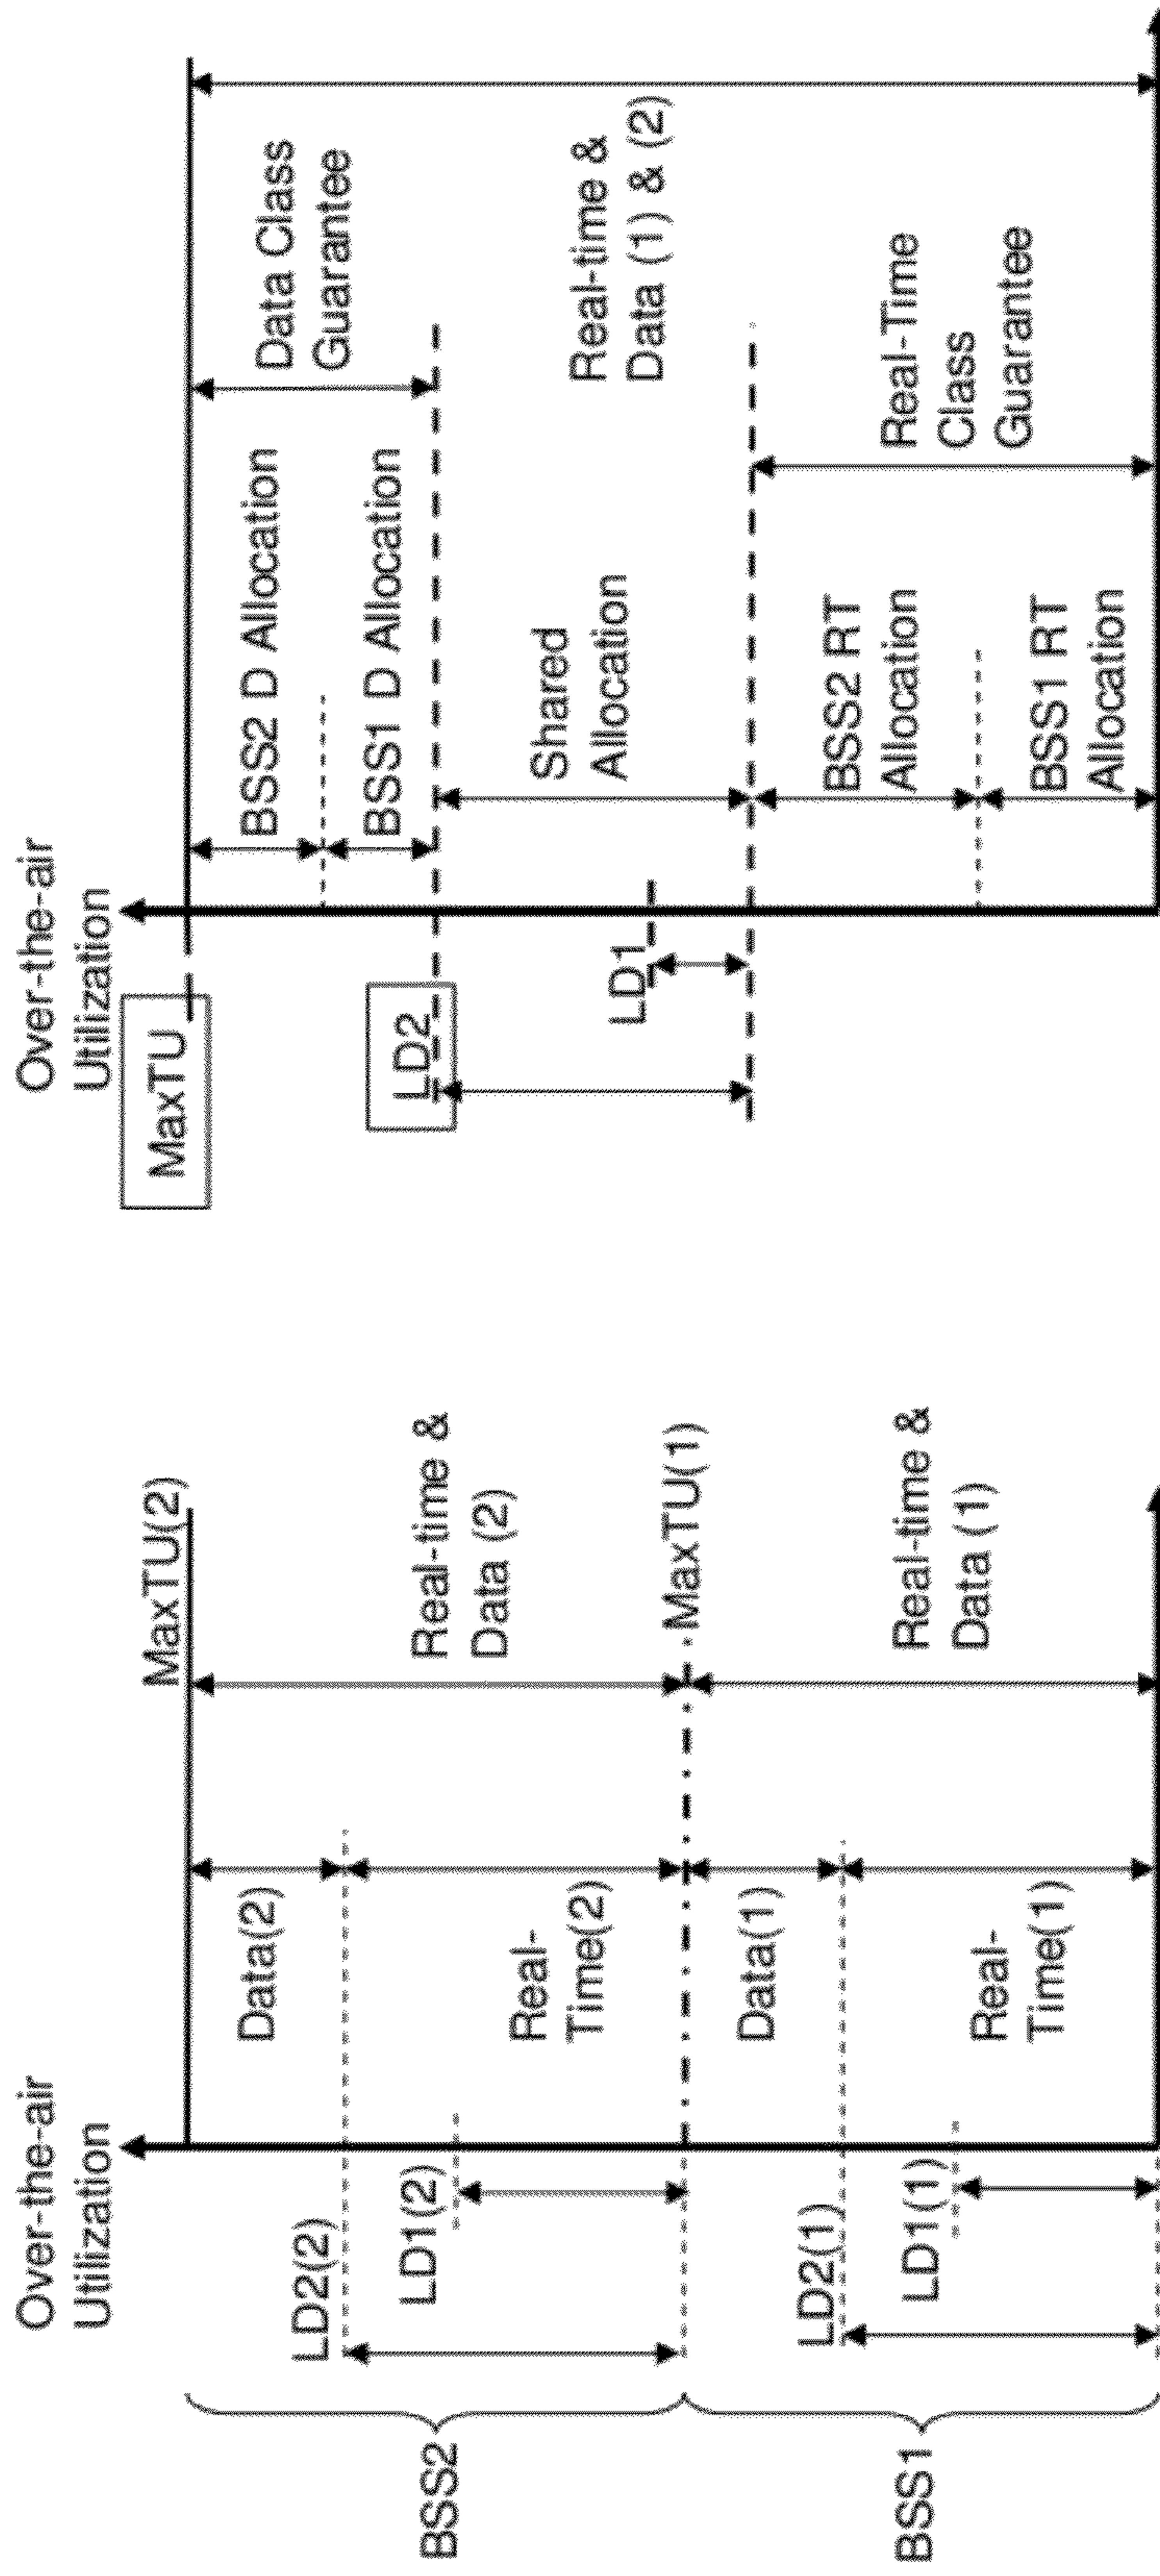 Over-the-air
Utilization
MaxTU(2)
Data(2)
LD2(2)
Real-time &
Data (2)
LD1(2)
Real-
Time(2)
BSS2
MaxTU(1)
Data(1)
LD2(1)
Real-time &
Data (1)
LD1(1)
Real-
Time(1)
BSS1
Over-the-air
Utilization
MaxTU
BSS2 D Allocation
Data Class
Guarantee
BSS1 D Allocation
LD2
Shared
Allocation
Real-time &
Data (1) & (2)
LD1
BSS2 RT
Allocation
Real-Time
Class
Guarantee
BSS1 RT
Allocation